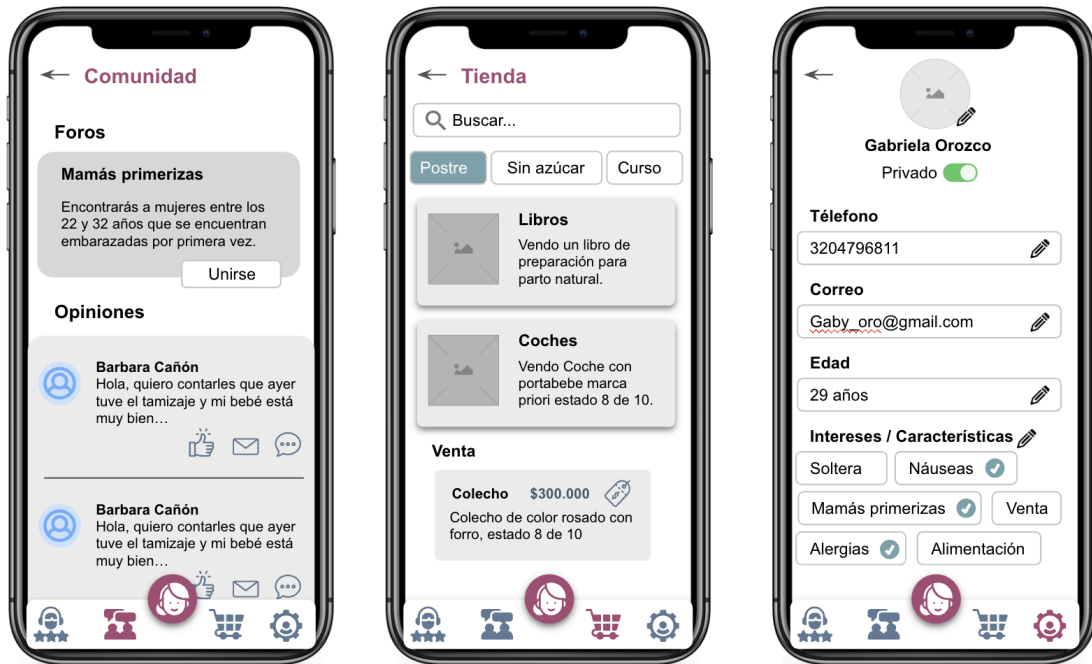 Comunidad
Foros
Mamás primerizas
Encontrarás a mujeres entre los
22 y 32 años que se encuentran
embarazadas por primera vez.
Unirse
Opiniones
Barbara Cañón
Hola, quiero contarles que ayer
tuve el tamizaje y mi bebé está
muy bien…
Barbara Cañón
Hola, quiero contarles que ayer
tuve el tamizaje y mi bebé está
muy bien…
Tienda
Buscar...
Postre
Sin azúcar
Curso
Libros
Vendo un libro de
preparación para
parto natural.
Coches
Vendo Coche con
portabebe marca
priori estado 8 de 10.
Venta
Colecho $300.000
Colecho de color rosado con
forro, estado 8 de 10
Gabriela Orozco
Privado
Télefono
3204796811
Correo
Gaby_oro@gmail.com
Edad
29 años
Intereses / Característicás
Soltera
Náuseas
Mamás primerizas
Venta
Alergias
Alimentación